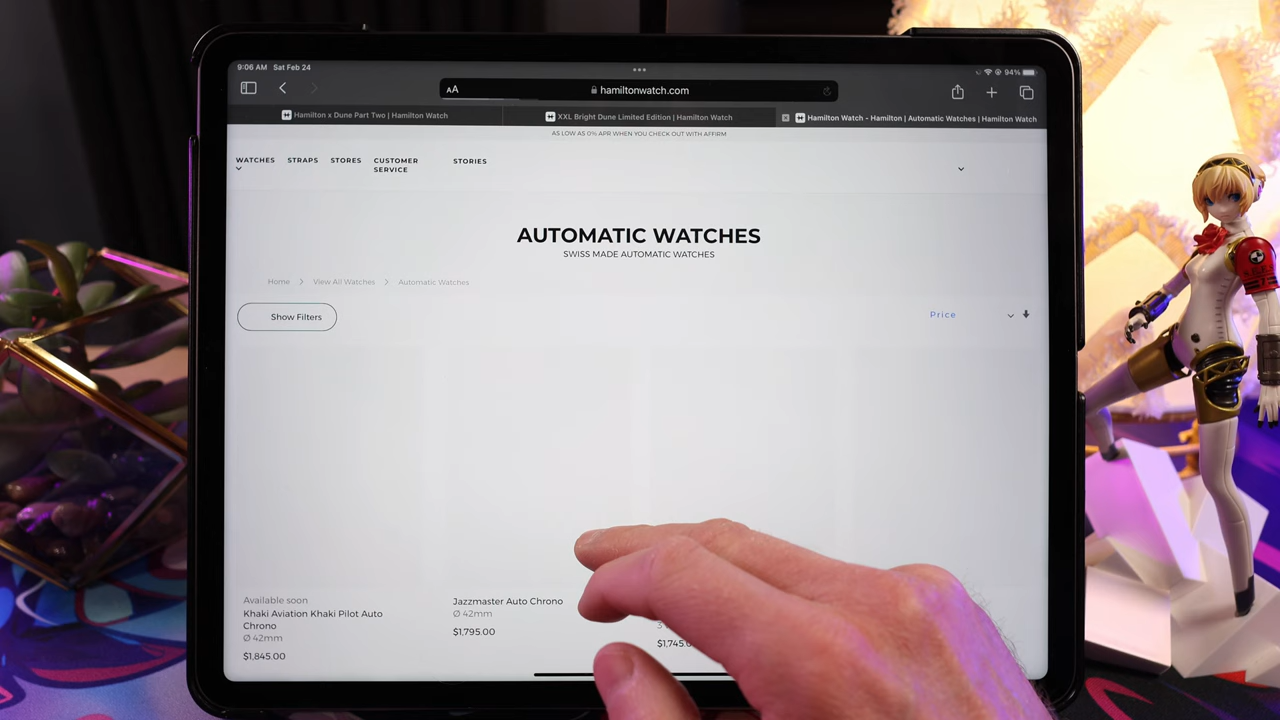 9:06 AM Sat Feb 24
94%
AA
hamiltonwatch.com
Hamilton x Dune Part Two | Hamilton Watch
XXL Bright Dune Limited Edition | Hamilton Watch
Hamilton Watch - Hamilton | Automatic Watches | Hamilton Watch
AS LOW AS 0% APR WHEN YOU CHECK OUT WITH AFFIRM
WATCHES STRAPS STORES CUSTOMER SERVICE STORIES
AUTOMATIC WATCHES
SWISS MADE AUTOMATIC WATCHES
Home > View All Watches > Automatic Watches
Show Filters
Price
Available soon
Khaki Aviation Khaki Pilot Auto
Chrono
Ø 42mm
$1,845.00
Jazzmaster Auto Chrono
Ø 42mm
$1,795.00
$1,745.0